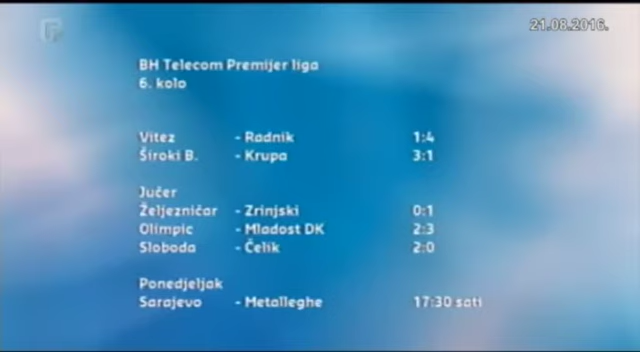 21.08.2016.
BH Telecom Premijer liga
6. kolo
Vitez - Radnik 1:4
Široki B. - Krupa 3:1
Jučer
Željezničar - Zrinjski 0:1
Olimpic - Mladost DK 2:3
Sloboda - Čelik 2:0
Ponedjeljak
Sarajevo - Metalleghe 17:30 sati